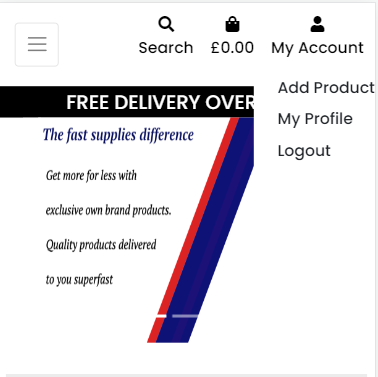 Search £0.00 My Account
Add Product
My Profile
Logout
FREE DELIVERY OVER
The fast supplies difference
Get more for less with
exclusive own brand products.
Quality products delivered
to you superfast